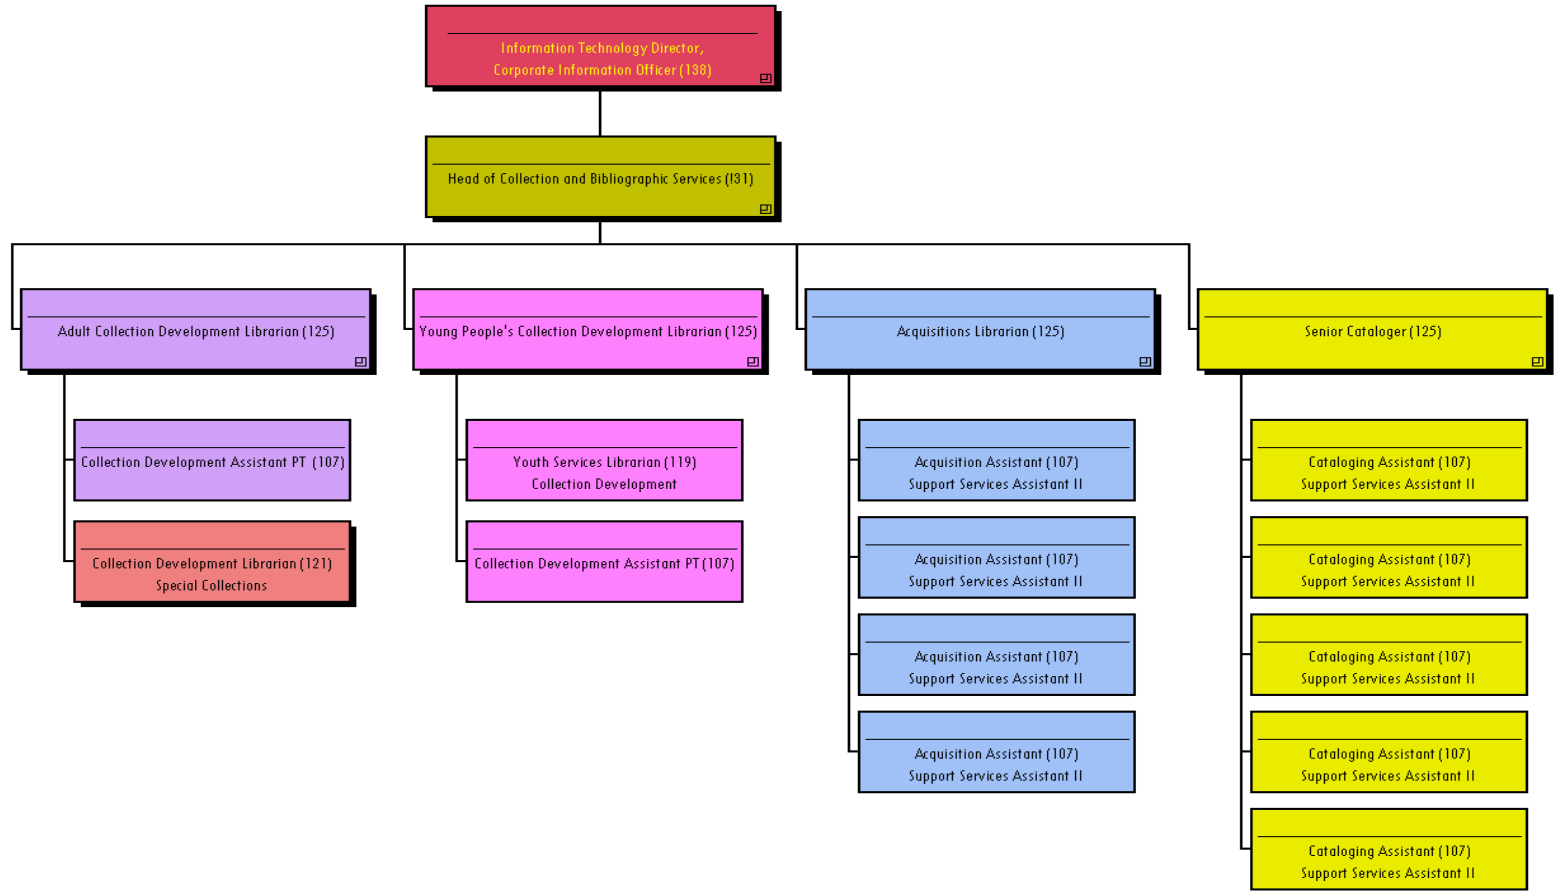 Information Technology Director,
Corporate Information Officer (138)
Head of Collection and Bibliographic Services (!31)
Adult Collection Development Librarian (125)
Collection Development Assistant PT (107)
Collection Development Librarian (121)
Special Collections
Young People's Collection Development Librarian (125)
Youth Services Librarian (119)
Collection Development
Collection Development Assistant PT (107)
Acquisitions Librarian (125)
Acquisition Assistant (107)
Support Services Assistant II
Acquisition Assistant (107)
Support Services Assistant II
Acquisition Assistant (107)
Support Services Assistant II
Acquisition Assistant (107)
Support Services Assistant II
Senior Cataloger (125)
Cataloging Assistant (107)
Support Services Assistant II
Cataloging Assistant (107)
Support Services Assistant II
Cataloging Assistant (107)
Support Services Assistant II
Cataloging Assistant (107)
Support Services Assistant II
Cataloging Assistant (107)
Support Services Assistant II